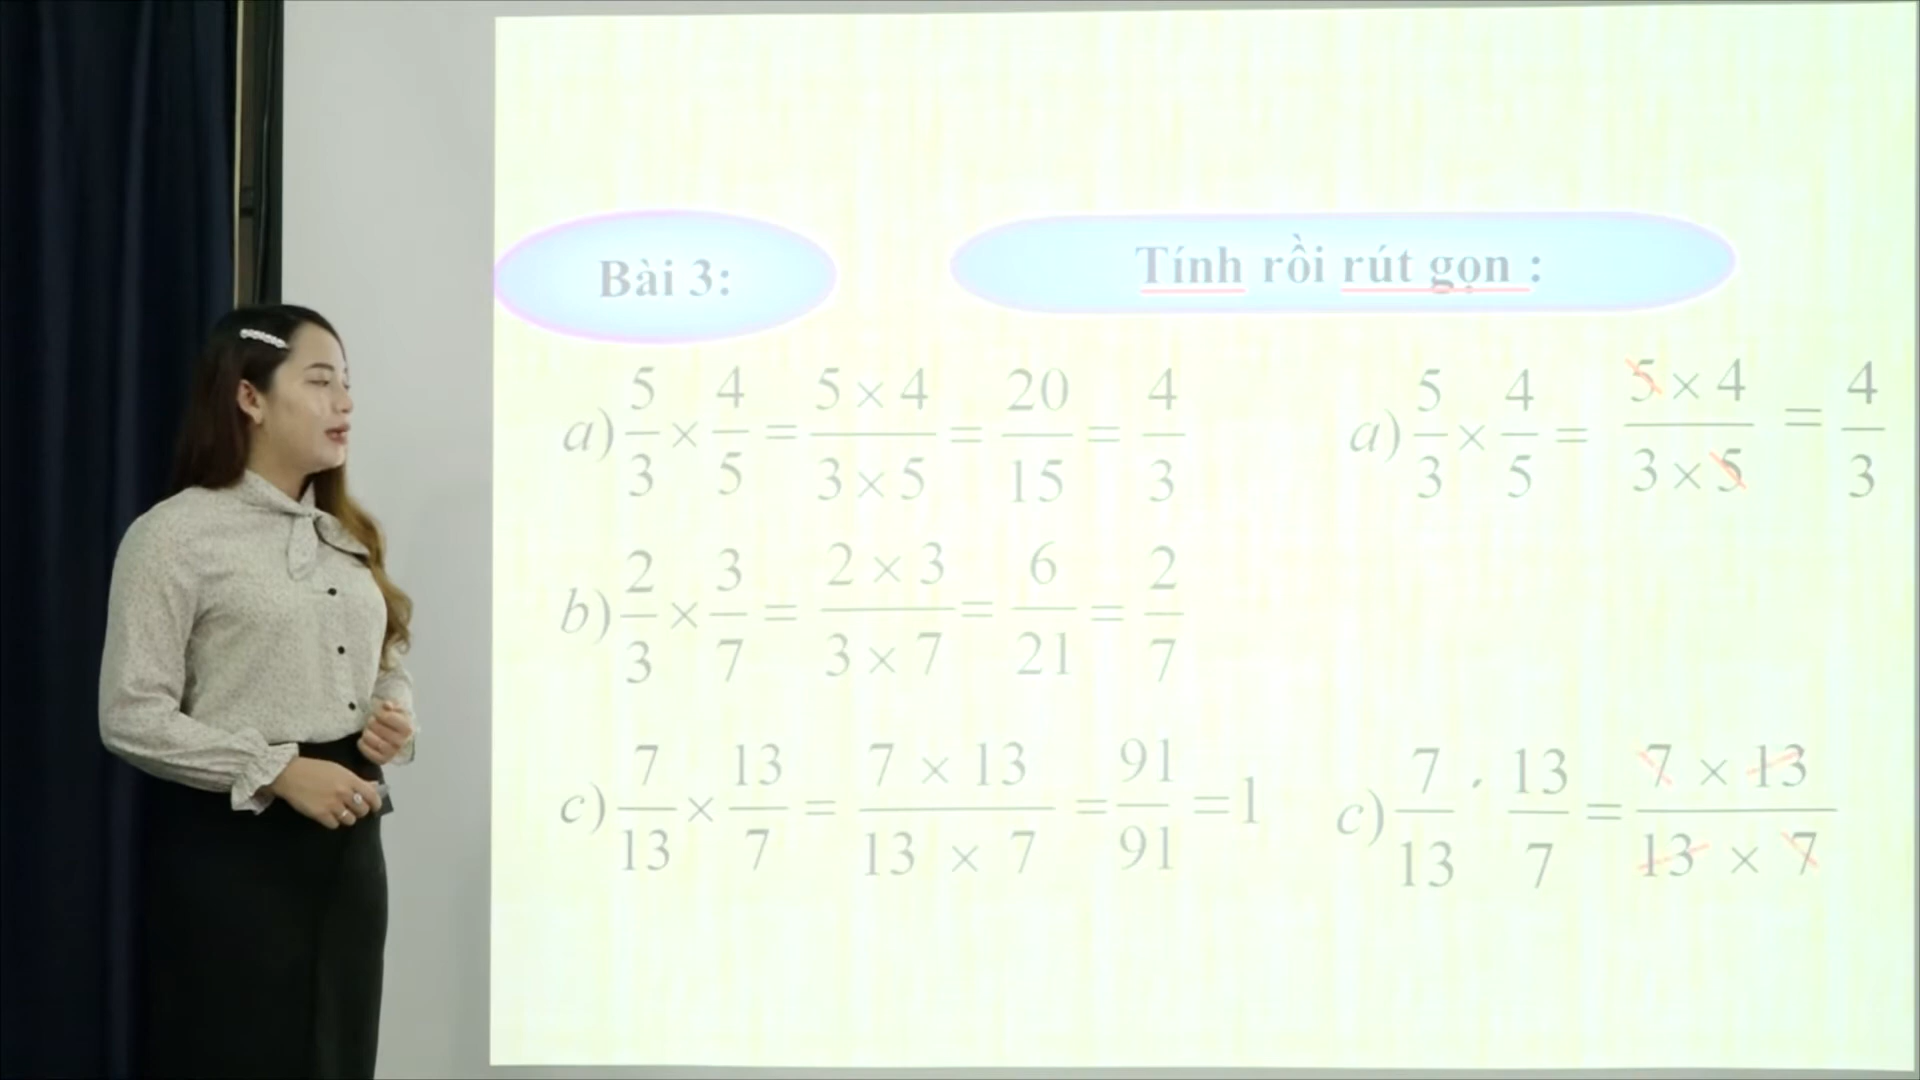 Bài 3:
Tính rồi rút gọn :
a) 5/3 × 4/5 = (5 × 4)/(3 × 5) = 20/15 = 4/3
a) 5/3 × 4/5 = (5 × 4)/(3 × 5) = 4/3
b) 2/3 × 3/7 = (2 × 3)/(3 × 7) = 6/21 = 2/7
c) 7/13 × 13/7 = (7 × 13)/(13 × 7) = 91/91 = 1
c) 7/13 ´ 13/7 = (7 × 13)/(13 × 7)